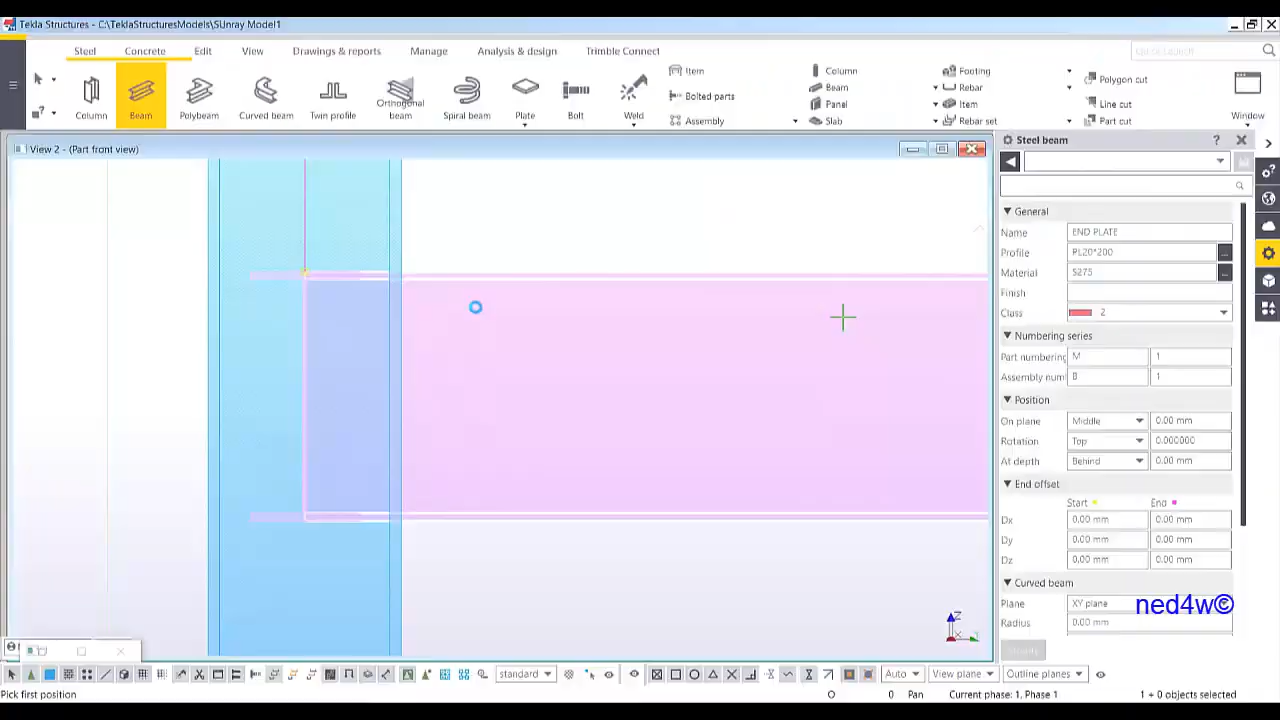 Tekla Structures - C:\TeklaStructuresModels\SUnray Model1
Steel
Concrete
Edit
View
Drawings & reports
Manage
Analysis & design
Trimble Connect
Column
Beam
Polybeam
Curved beam
Twin profile
Orthogonal beam
Spiral beam
Plate
Bolt
Weld
Item
Bolted parts
Assembly
Column
Beam
Panel
Slab
Footing
Rebar
Item
Rebar set
Polygon cut
Line cut
Part cut
Window
View 2 - (Part front view)
Steel beam
?
General
Name END PLATE
Profile PL20*200 ...
Material S275 ...
Finish
Class 2
Numbering series
Part numbering M 1
Assembly num B 1
Position
On plane Middle 0.00 mm
Rotation Top 0.000000
At depth Behind 0.00 mm
End offset
Start End
Dx 0.00 mm 0.00 mm
Dy 0.00 mm 0.00 mm
Dz 0.00 mm 0.00 mm
Curved beam
Plane XY plane
Radius 0.00 mm
ned4w©
Z
standard
Auto
View plane
Outline planes
Pick first position
O 0 Pan Current phase: 1, Phase 1 1 + 0 objects selected